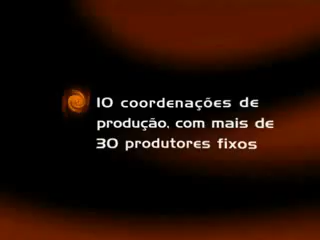 10 coordenações de
produção, com mais de
30 produtores fixos